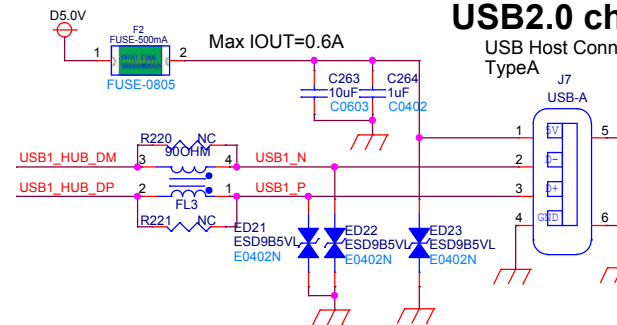 USB2.0 ch
USB Host Conn
TypeA
D5.0V
F2
FUSE-500mA
1
2
FUSE-0805
Max IOUT=0.6A
C263
10uF
C0603
C264
1uF
C0402
J7
USB-A
1
5V
5
2
D-
3
D+
4
GND
6
R220
NC
90OHM
USB1_HUB_DM
3
4
USB1_N
USB1_HUB_DP
2
1
USB1_P
FL3
R221
NC
ED21
ESD9B5VL
E0402N
ED22
ESD9B5VL
E0402N
ED23
ESD9B5VL
E0402N